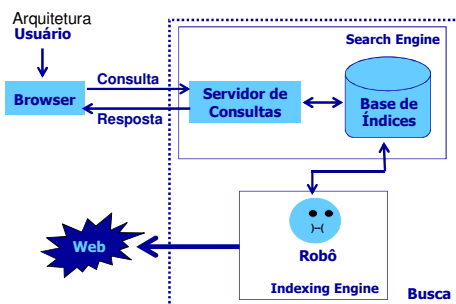 Arquitetura
Usuário
Search Engine
Browser
Consulta
Resposta
Servidor de
Consultas
Base de
Índices
Web
Robô
Indexing Engine
Busca